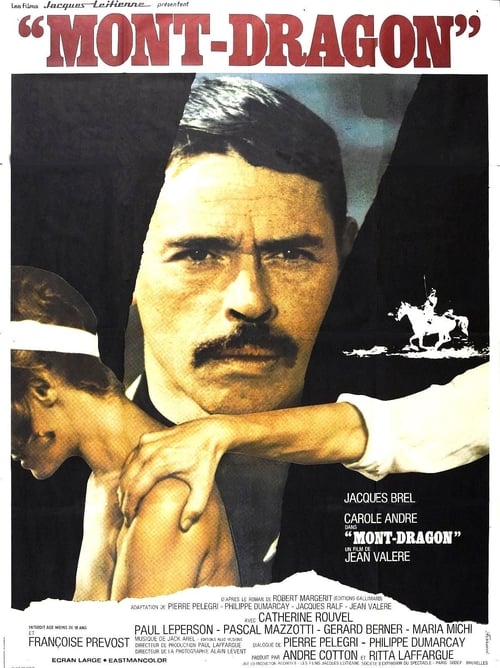 Les Films Jacques Leitienne présentent
"MONT-DRAGON"
JACQUES BREL
CAROLE ANDRE
dans
"MONT-DRAGON"
UN FILM DE
JEAN VALERE
D'APRÈS LE ROMAN DE ROBERT MARGERIT (EDITIONS GALLIMARD)
ADAPTATION DE PIERRE PELEGRI - PHILIPPE DUMARCAY - JACQUES RALF - JEAN VALERE
AVEC CATHERINE ROUVEL
INTERDIT AUX MOINS DE 18 ANS
PAUL LEPERSON - PASCAL MAZZOTTI - GERARD BERNER - MARIA MICHI
ET
FRANÇOISE PREVOST
MUSIQUE DE JACK ARIEL
DIRECTEUR DE PRODUCTION PAUL LAFFARGUE
DIRECTEUR DE LA PHOTOGRAPHIE ALAIN LEVENT
DIALOGUE DE PIERRE PELEGRI - PHILIPPE DUMARCAY
PRODUIT PAR ANDRE COTTON et RITTA LAFFARGUE
ECRAN LARGE - EASTMANCOLOR